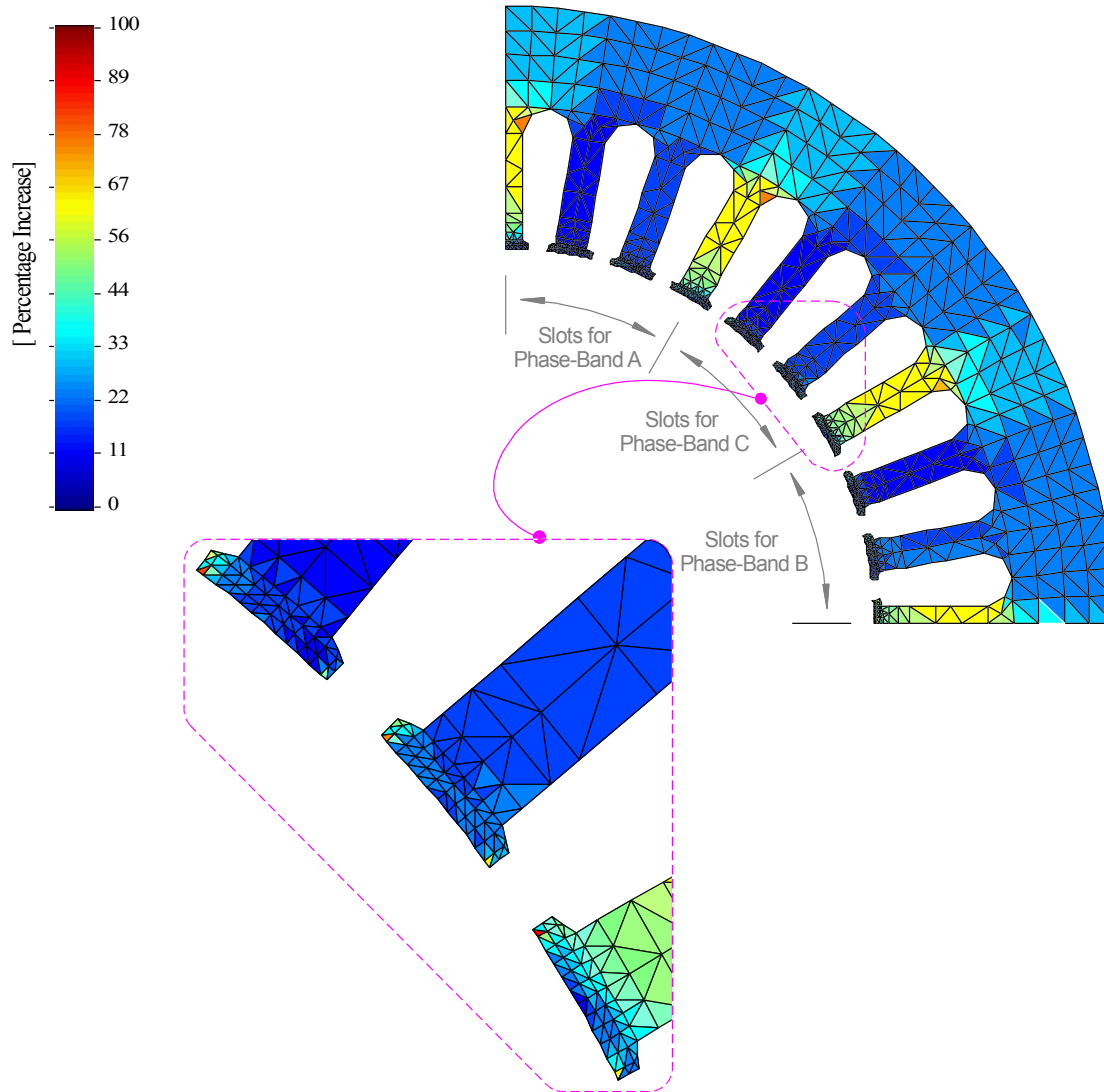 100
89
78
67
56
44
33
22
11
0
[ Percentage Increase]
Slots for
Phase-Band A
Slots for
Phase-Band C
Slots for
Phase-Band B